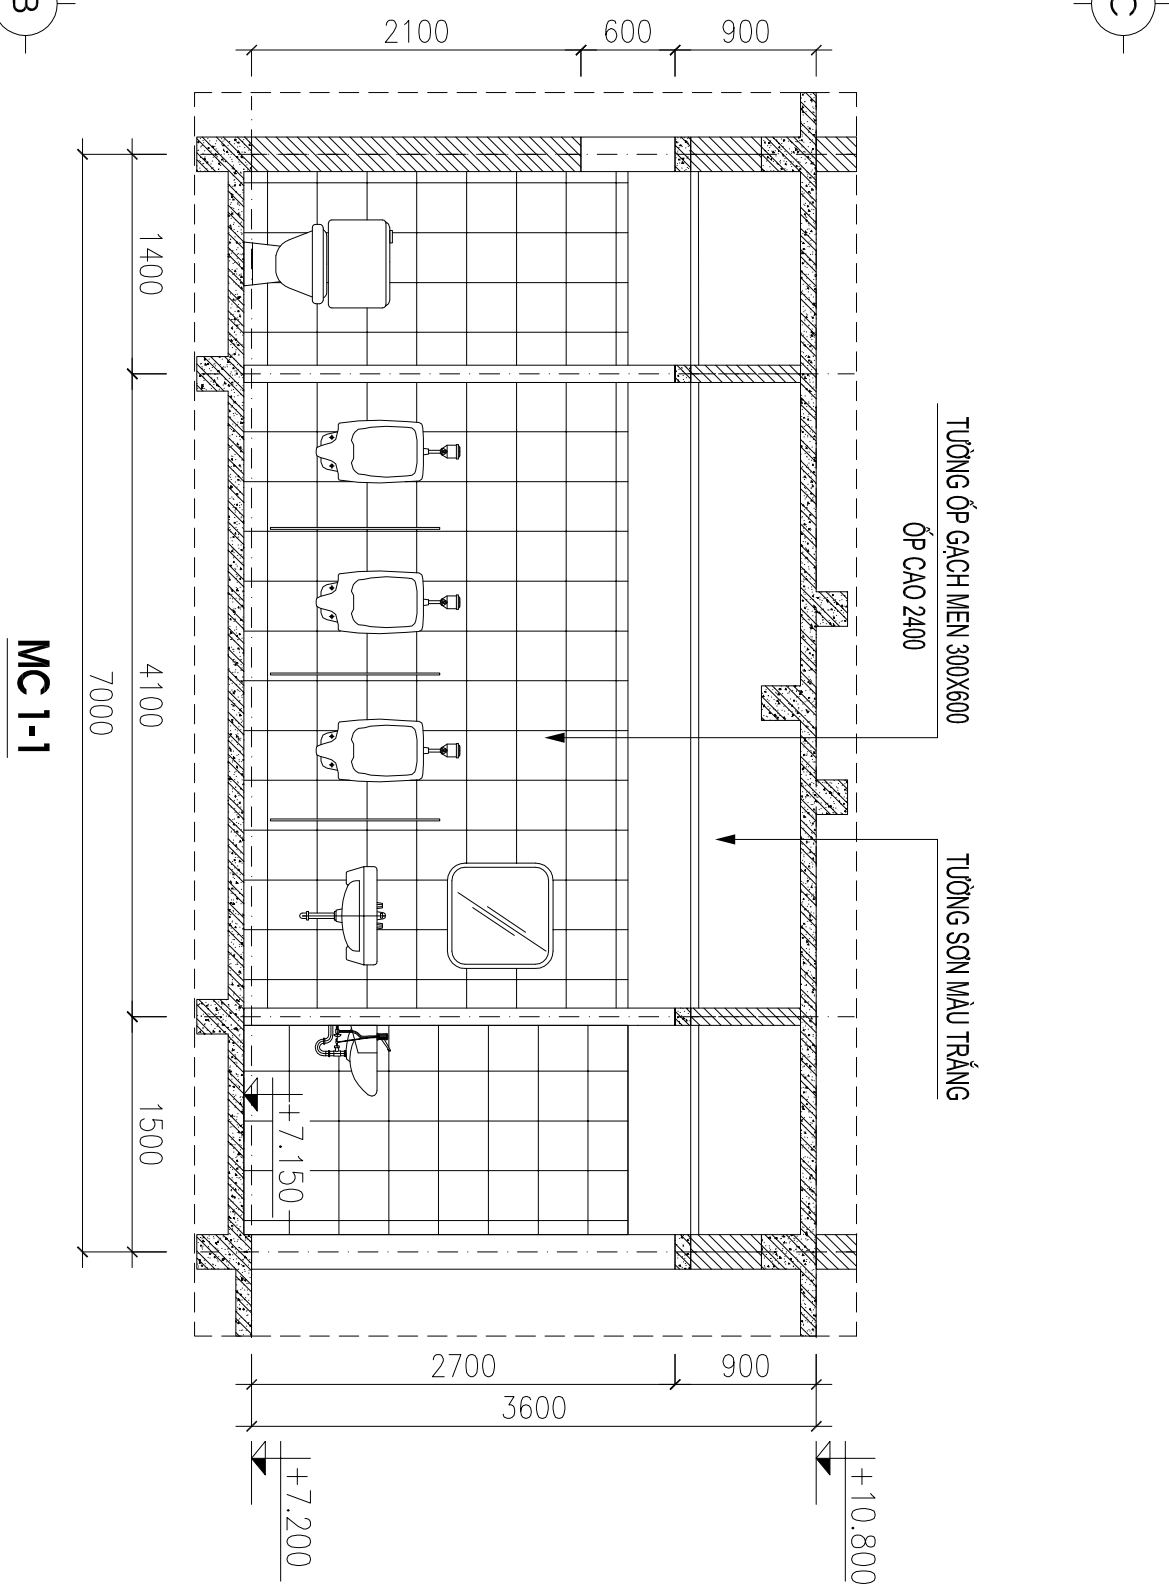 B
C
2100
600
900
TƯỜNG ỐP GẠCH MEN 300X600
ỐP CAO 2400
TƯỜNG SƠN MÀU TRẮNG
1400
4100
1500
7000
+7.150
2700
900
3600
+7.200
+10.800
MC 1-1